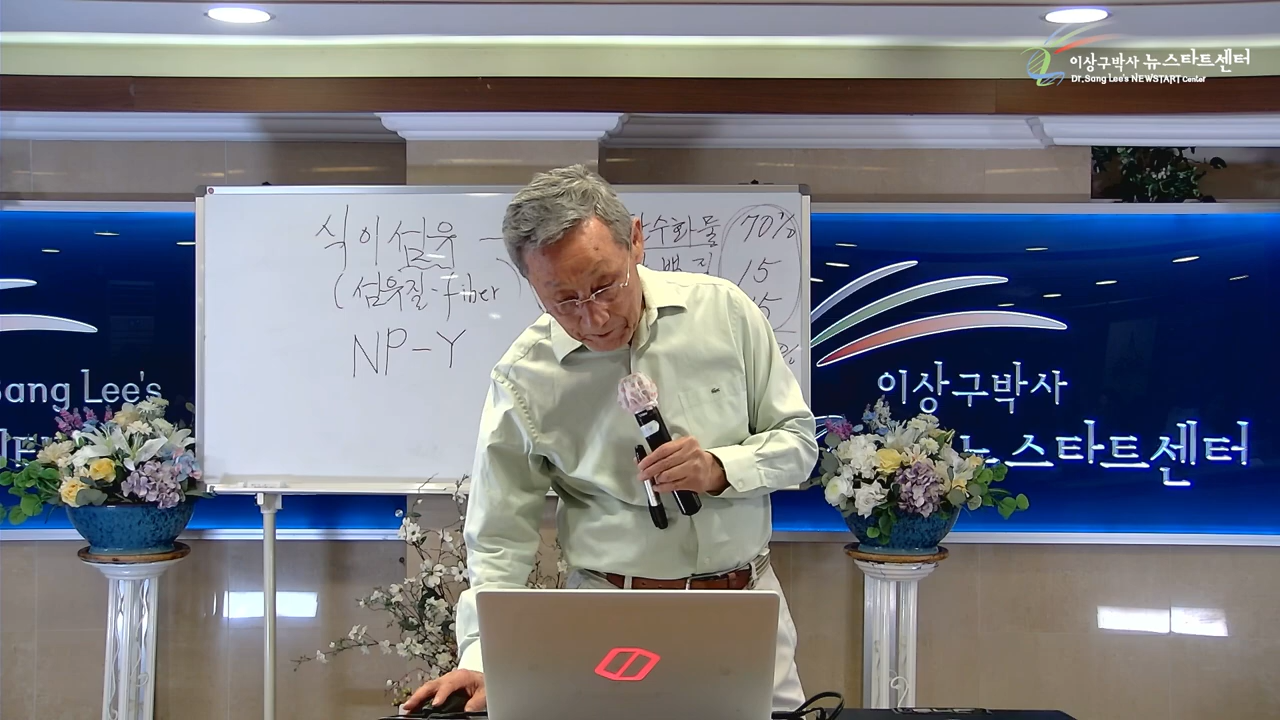 이상구박사 뉴스타트센터
Dr. Sang Lee's NEWSTART Center
식이섬유 - 탄수화물 70%
(섬유질-Fiber) 15
NP-Y
Sang Lee's
이상구박사
뉴스타트센터